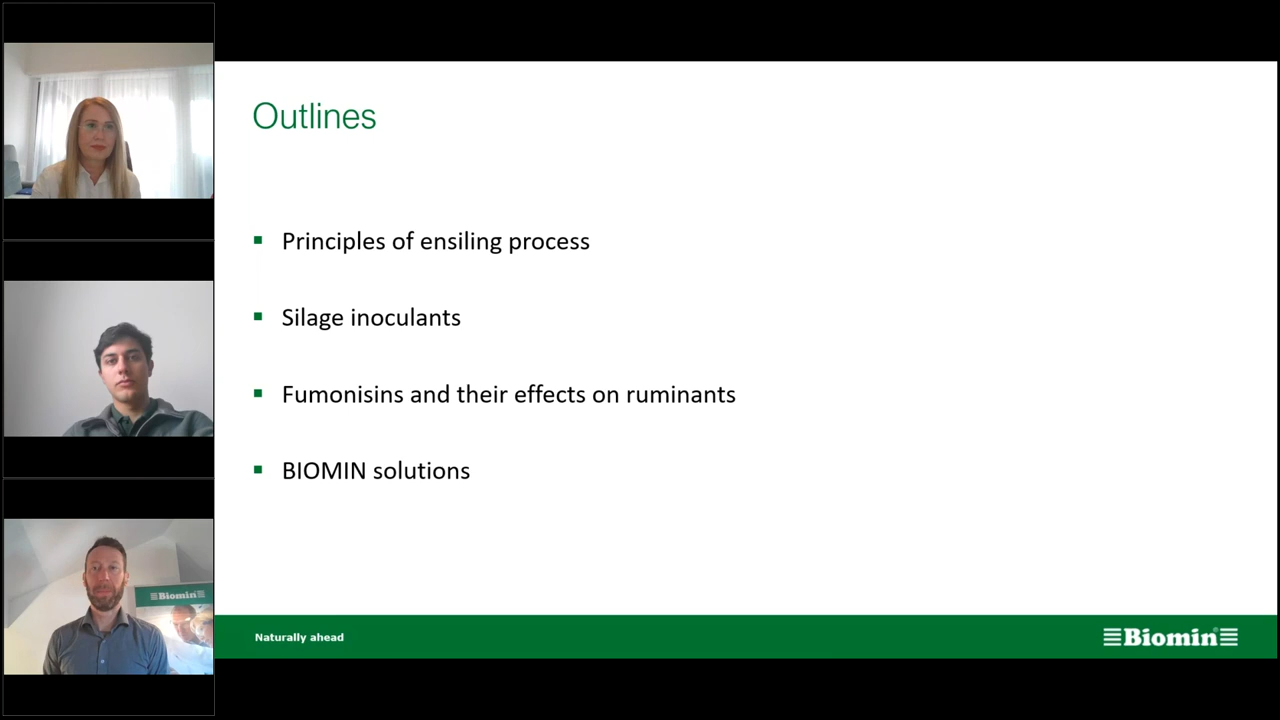 Outlines
Principles of ensiling process
Silage inoculants
Fumonisins and their effects on ruminants
BIOMIN solutions
Biomin
Naturally ahead
Biomin